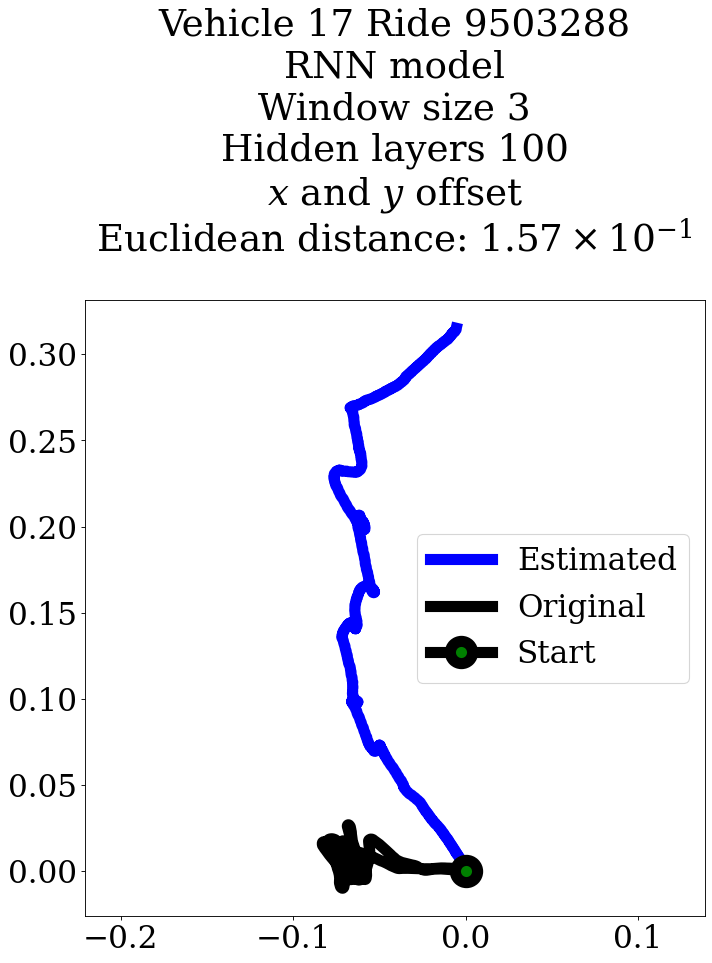 Vehicle 17 Ride 9503288
RNN model
Window size 3
Hidden layers 100
x and y offset
Euclidean distance: 1.57 × 10⁻¹
0.30
0.25
0.20
0.15
0.10
0.05
0.00
Estimated
Original
Start
−0.2
−0.1
0.0
0.1